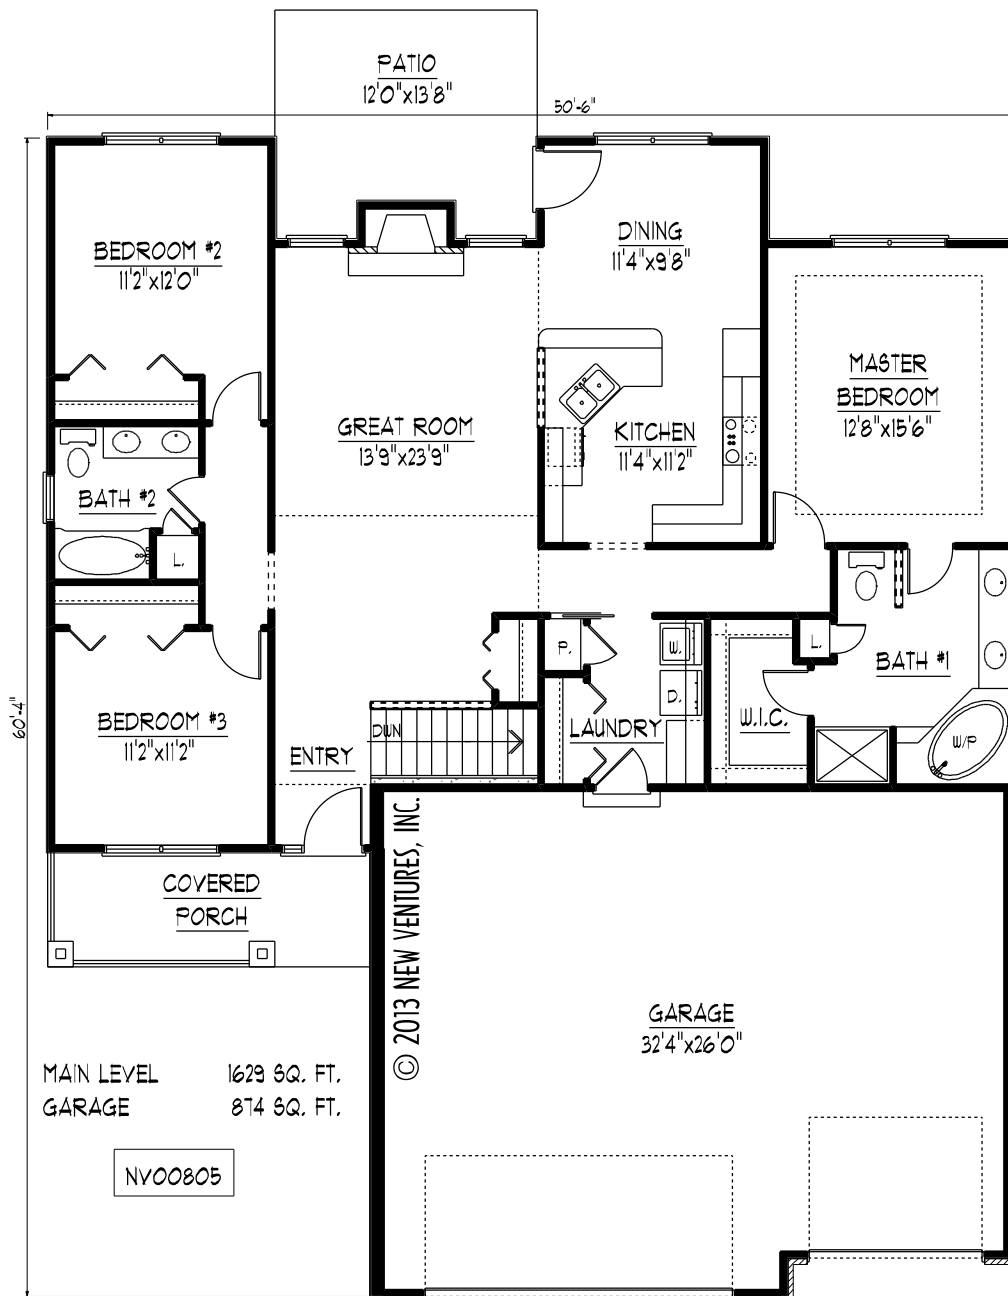 PATIO
12'0"x13'8"
50'-6"
DINING
11'4"x9'8"
BEDROOM #2
11'2"x12'0"
MASTER
BEDROOM
12'8"x15'6"
GREAT ROOM
13'9"x23'9"
KITCHEN
11'4"x11'2"
BATH #2
L.
P.
W.
L.
BATH #1
D.
60'-4"
BEDROOM #3
11'2"x11'2"
DWN
LAUNDRY
W.I.C.
W/P
ENTRY
© 2013 NEW VENTURES, INC.
COVERED
PORCH
GARAGE
32'4"x26'0"
MAIN LEVEL 1629 SQ. FT.
GARAGE 874 SQ. FT.
NV00805